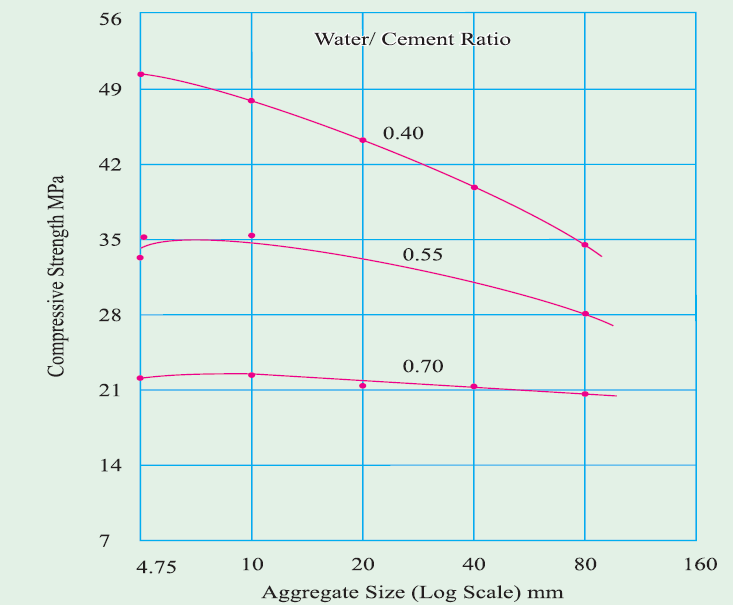 56
Water/ Cement Ratio
49
0.40
42
35
0.55
28
0.70
21
14
7
4.75 10 20 40 80 160
Aggregate Size (Log Scale) mm
Compressive Strength MPa